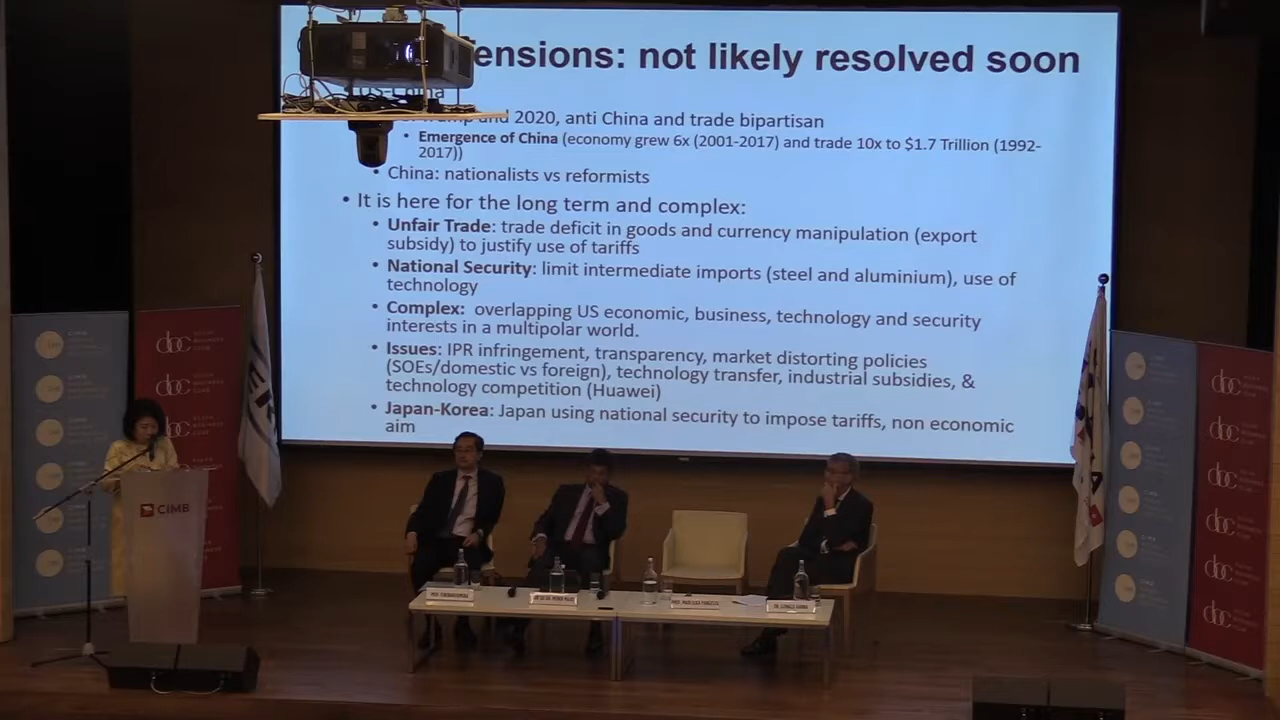 ensions: not likely resolved soon
US-China
Trump and 2020, anti China and trade bipartisan
• Emergence of China (economy grew 6x (2001-2017) and trade 10x to $1.7 Trillion (1992-
2017))
• China: nationalists vs reformists
• It is here for the long term and complex:
• Unfair Trade: trade deficit in goods and currency manipulation (export
subsidy) to justify use of tariffs
• National Security: limit intermediate imports (steel and aluminium), use of
technology
• Complex: overlapping US economic, business, technology and security
interests in a multipolar world.
• Issues: IPR infringement, transparency, market distorting policies
(SOEs/domestic vs foreign), technology transfer, industrial subsidies, &
technology competition (Huawei)
• Japan-Korea: Japan using national security to impose tariffs, non economic
aim
CIMB